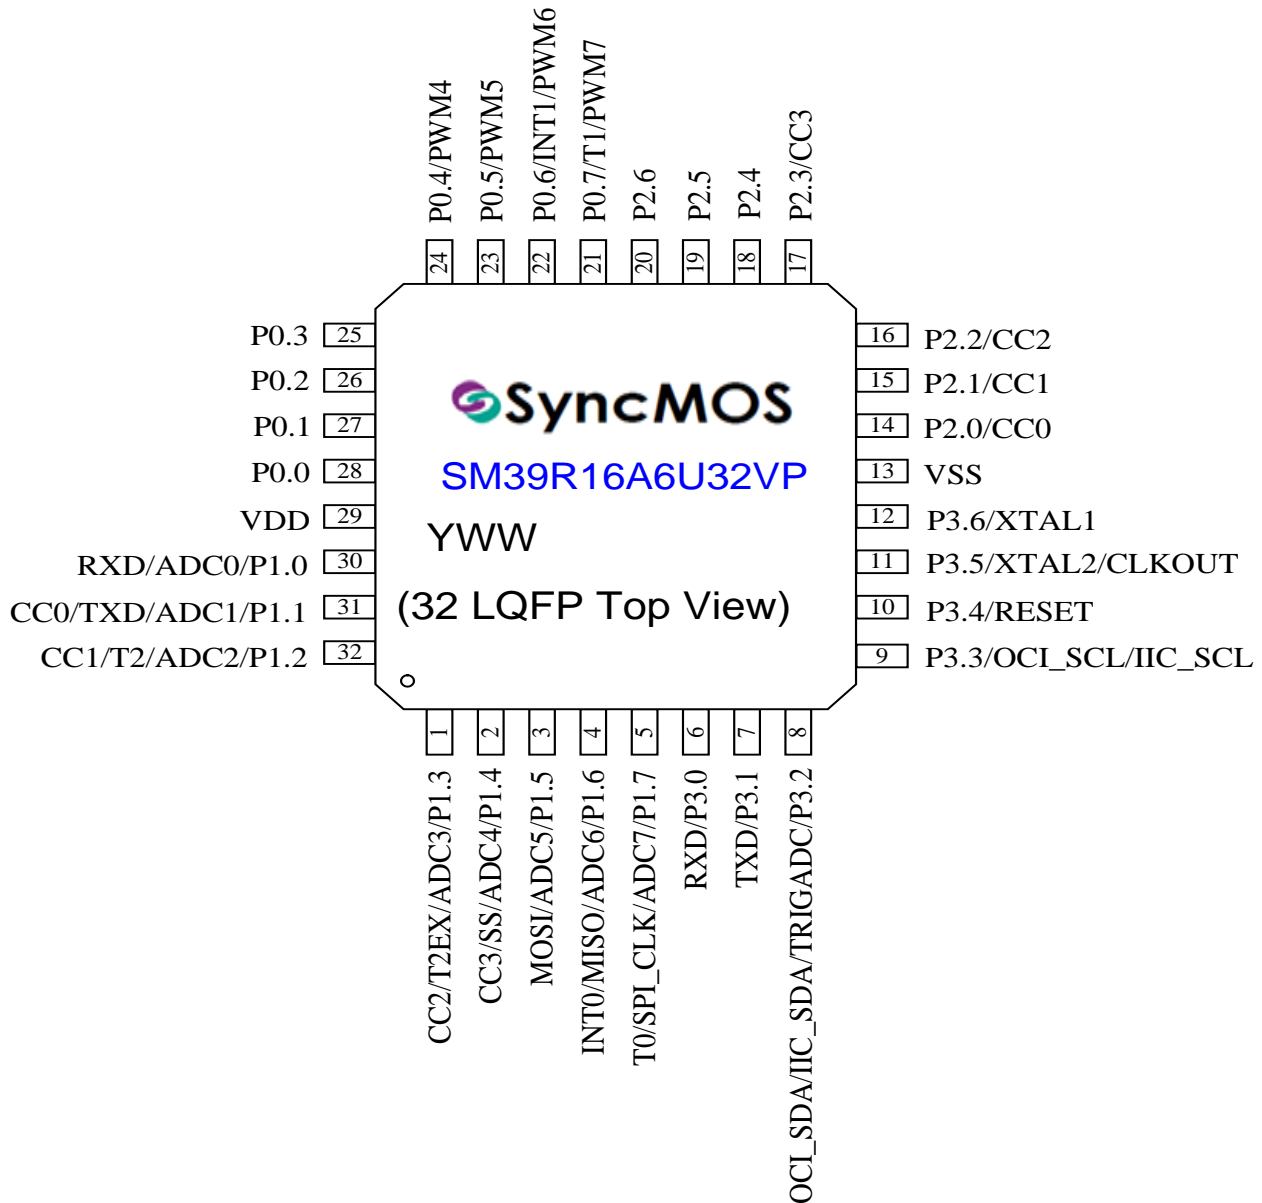 P0.4/PWM4
P0.5/PWM5
P0.6/INT1/PWM6
P0.7/T1/PWM7
P2.6
P2.5
P2.4
P2.3/CC3
24
23
22
21
20
19
18
17
P0.3 25
P0.2 26
P0.1 27
P0.0 28
VDD 29
RXD/ADC0/P1.0 30
CC0/TXD/ADC1/P1.1 31
CC1/T2/ADC2/P1.2 32
SyncMOS
SM39R16A6U32VP
YWW
(32 LQFP Top View)
16 P2.2/CC2
15 P2.1/CC1
14 P2.0/CC0
13 VSS
12 P3.6/XTAL1
11 P3.5/XTAL2/CLKOUT
10 P3.4/RESET
9 P3.3/OCI_SCL/IIC_SCL
1
2
3
4
5
6
7
8
CC2/T2EX/ADC3/P1.3
CC3/SS/ADC4/P1.4
MOSI/ADC5/P1.5
INT0/MISO/ADC6/P1.6
T0/SPI_CLK/ADC7/P1.7
RXD/P3.0
TXD/P3.1
OCI_SDA/IIC_SDA/TRIGADC/P3.2